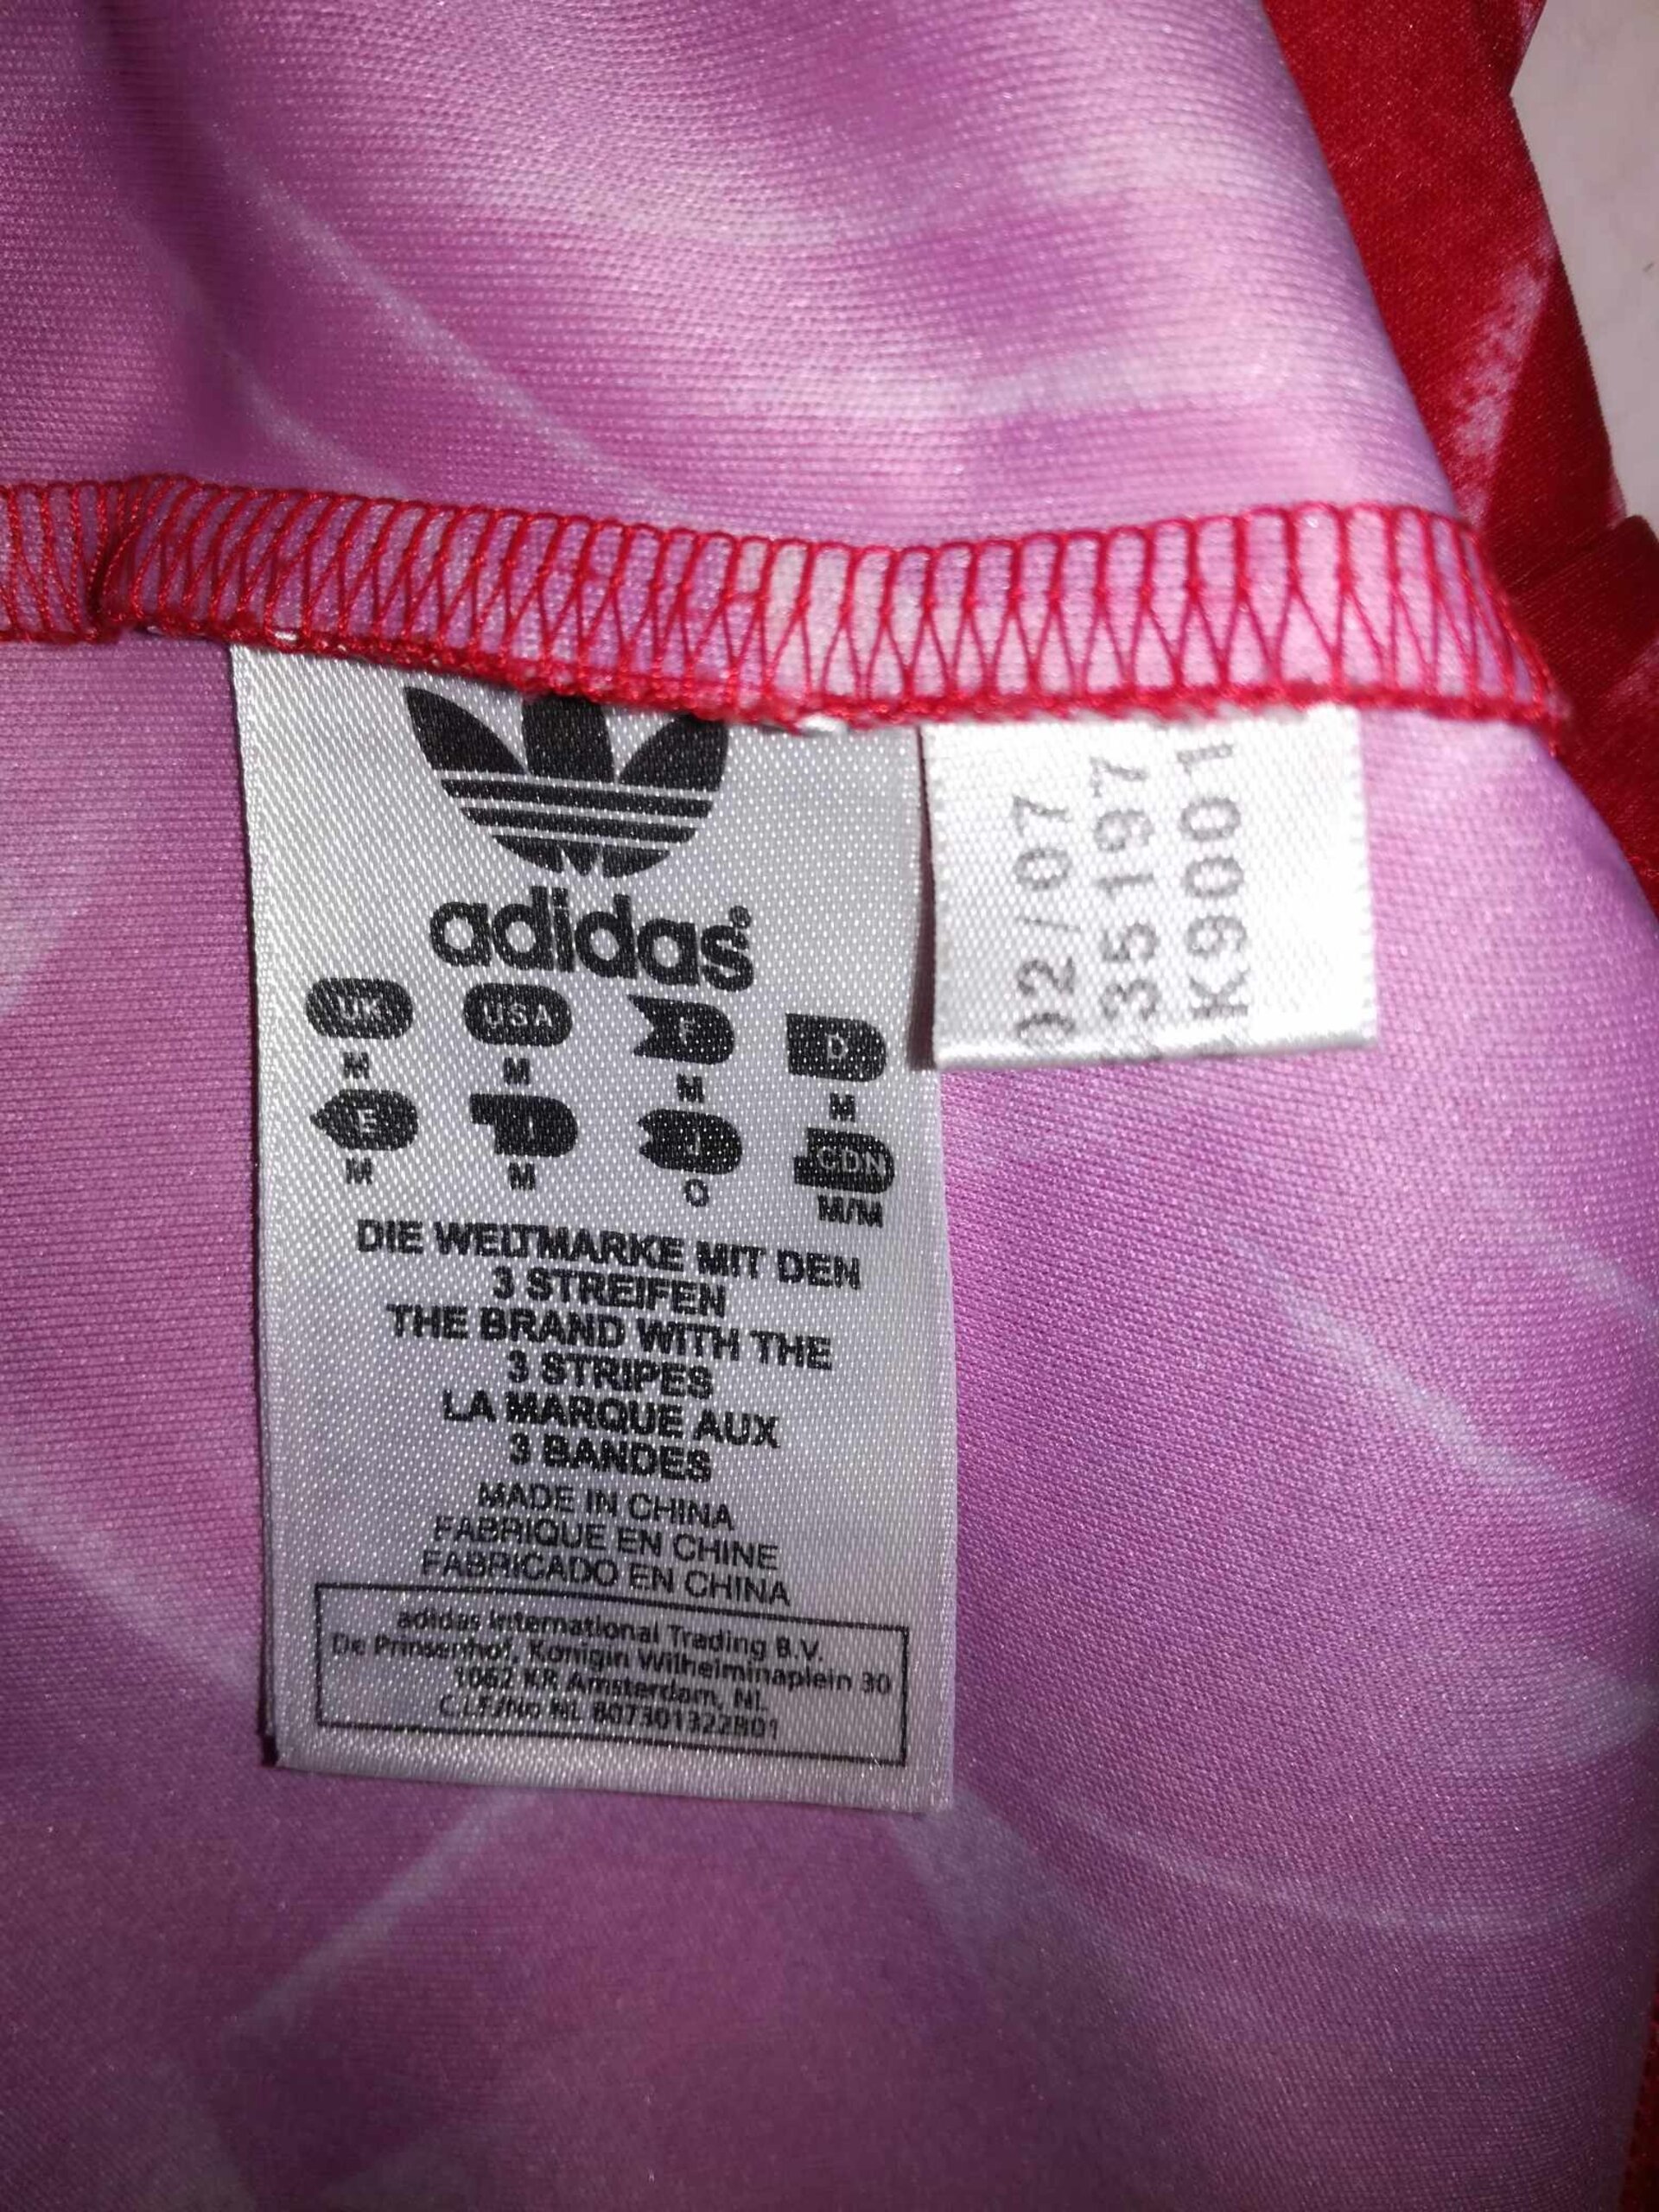 adidas®
UK USA F D
M M M M
E I J CDN
M M O M/M
DIE WELTMARKE MIT DEN
3 STREIFEN
THE BRAND WITH THE
3 STRIPES
LA MARQUE AUX
3 BANDES
MADE IN CHINA
FABRIQUE EN CHINE
FABRICADO EN CHINA
adidas International Trading B.V.
De Prinsenhof, Konigin Wilhelminaplein 30
1062 KR Amsterdam, NL
C.I.F./No NL 807301322B01
02/07
35197
K9001